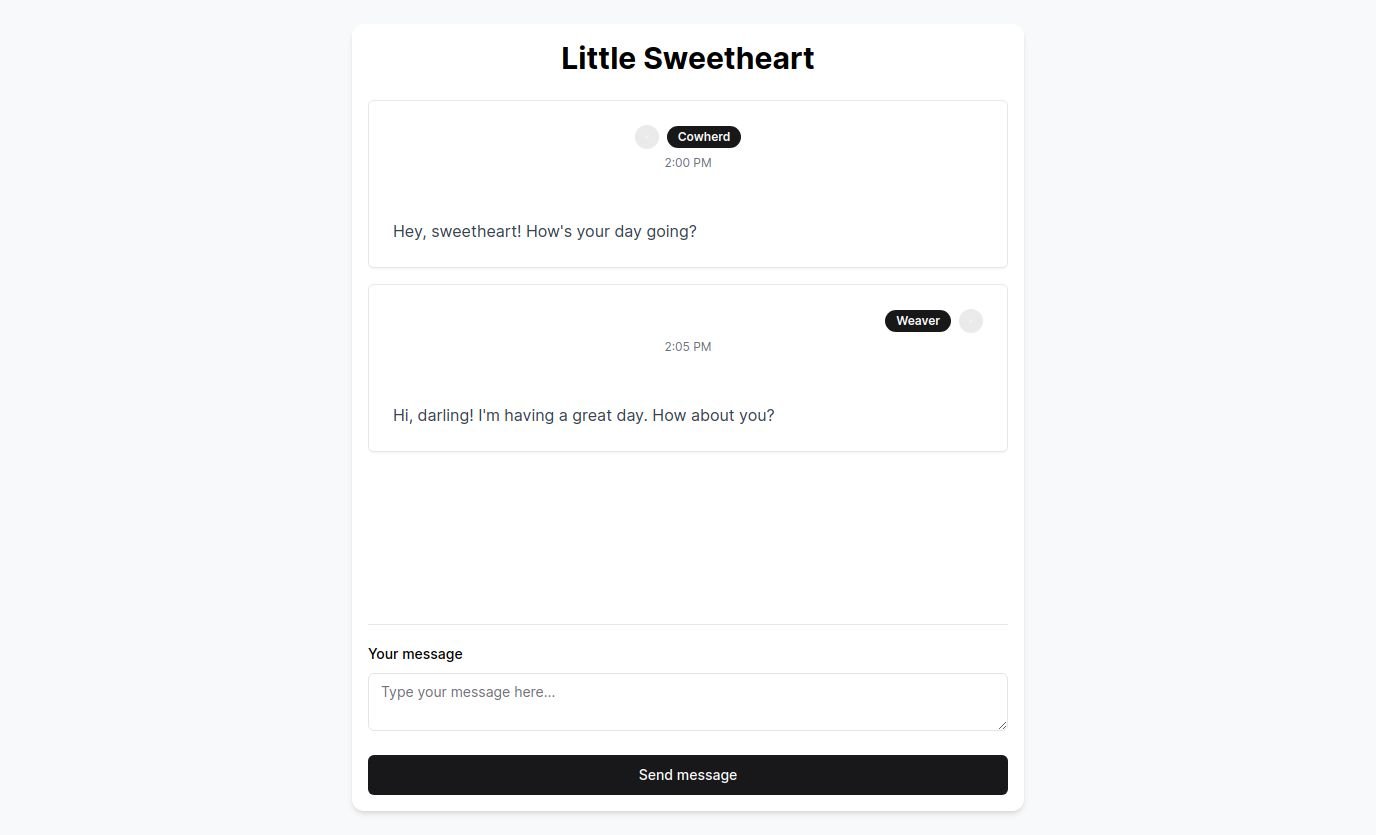 Little Sweetheart
Cowherd
2:00 PM
Hey, sweetheart! How's your day going?
Weaver
2:05 PM
Hi, darling! I'm having a great day. How about you?
Your message
Type your message here...
Send message